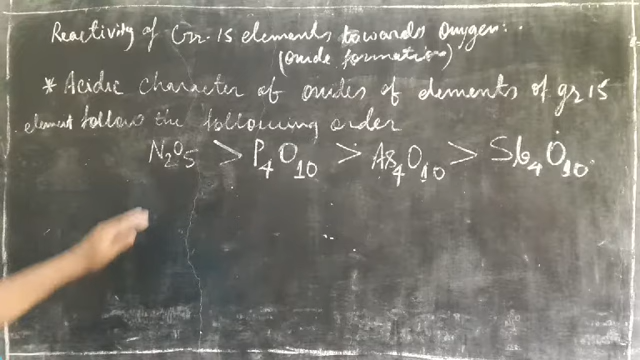 Reactivity of Gr. 15 elements towards oxygen:
(oxide formation)
* Acidic character of oxides of elements of gr 15
element follow the following order
N₂O₅ > P₄O₁₀ > As₄O₁₀ > Sb₄O₁₀.